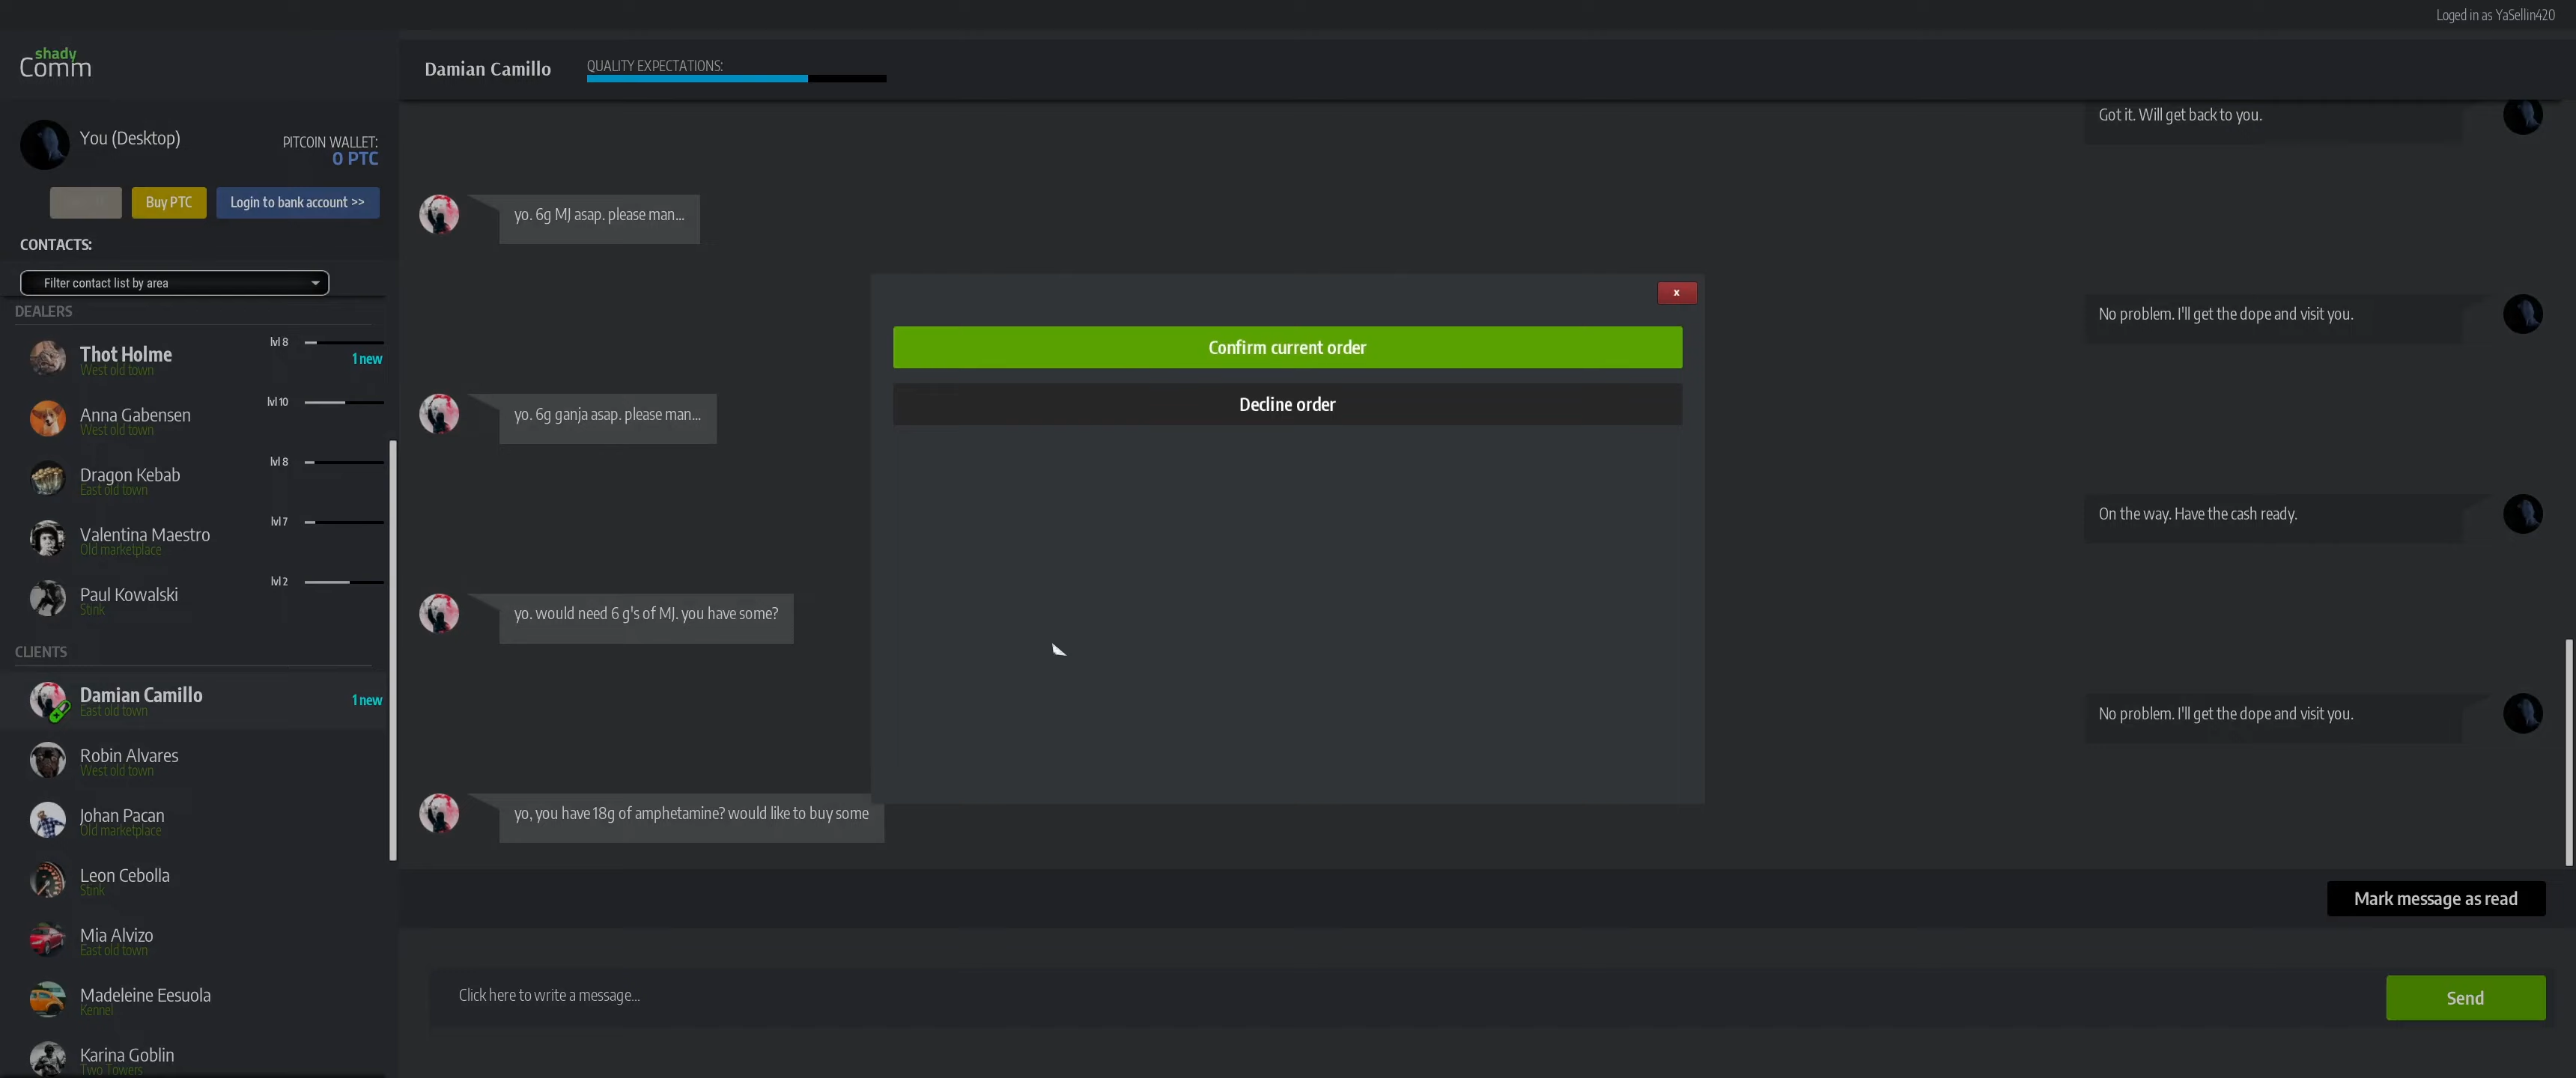 Loged in as YaSellin420
shady
Comm
You (Desktop)
PITCOIN WALLET:
0 PTC
Buy PTC
Login to bank account >>
CONTACTS:
Filter contact list by area
DEALERS
Thot Holme
West old town
lvl 8
1 new
Anna Gabensen
West old town
lvl 10
Dragon Kebab
East old town
lvl 8
Valentina Maestro
Old marketplace
lvl 7
Paul Kowalski
Stink
lvl 2
CLIENTS
Damian Camillo
East old town
1 new
Robin Alvares
West old town
Johan Pacan
Old marketplace
Leon Cebolla
Stink
Mia Alvizo
East old town
Madeleine Eesuola
Kennel
Karina Goblin
Two Towers
Damian Camillo
QUALITY EXPECTATIONS:
Got it. Will get back to you.
yo. 6g MJ asap. please man...
No problem. I'll get the dope and visit you.
yo. 6g ganja asap. please man...
On the way. Have the cash ready.
yo. would need 6 g's of MJ. you have some?
No problem. I'll get the dope and visit you.
yo, you have 18g of amphetamine? would like to buy some
x
Confirm current order
Decline order
Mark message as read
Click here to write a message...
Send